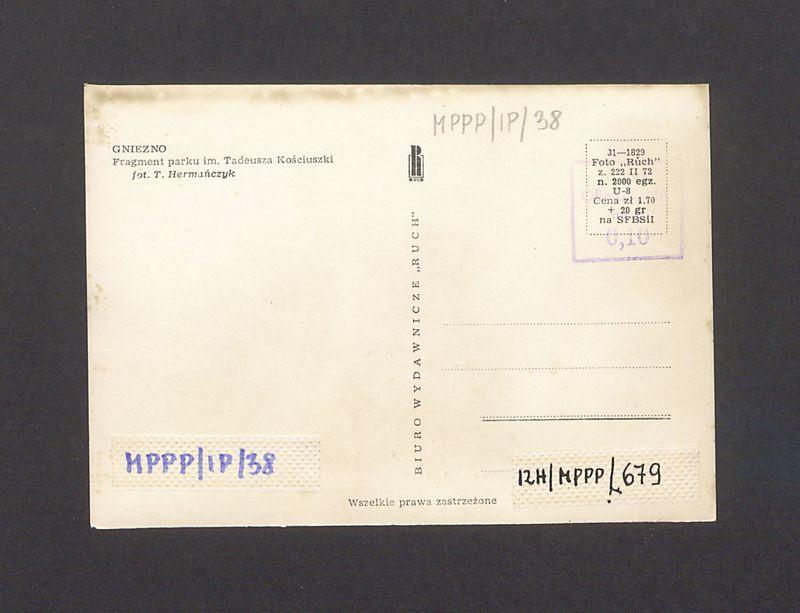 MPPP/IP/38
GNIEZNO
Fragment parku im. Tadeusza Kościuszki
fot. T. Hermańczyk
RUCH
31—1829
Foto „Ruch"
z. 222 II 72
n. 2000 egz.
U-8
Cena zł 1,70
+ 20 gr
na SFBSiI
0,10
BIURO WYDAWNICZE „RUCH"
MPPP/IP/38
12H/MPPP/679
Wszelkie prawa zastrzeżone